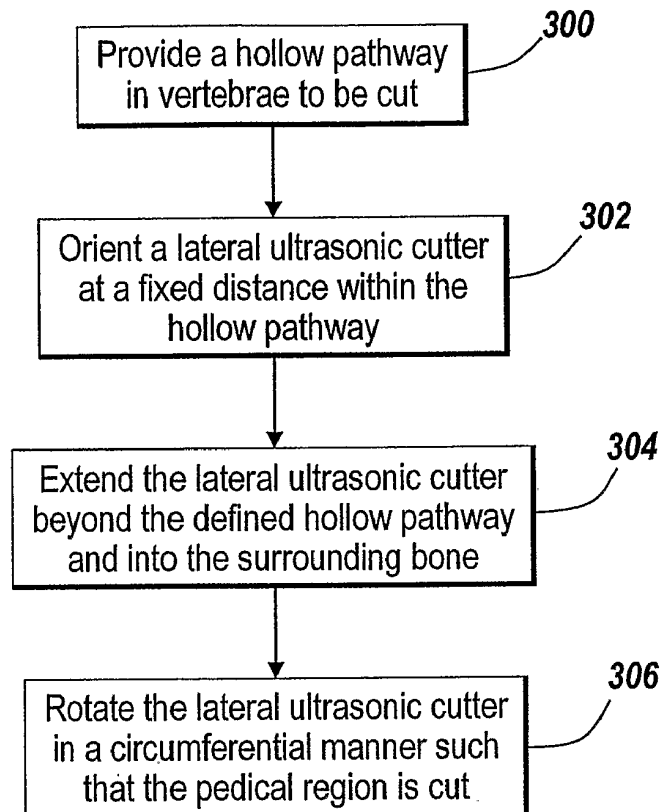 300
Provide a hollow pathway
in vertebrae to be cut
302
Orient a lateral ultrasonic cutter
at a fixed distance within the
hollow pathway
304
Extend the lateral ultrasonic cutter
beyond the defined hollow pathway
and into the surrounding bone
306
Rotate the lateral ultrasonic cutter
in a circumferential manner such
that the pedical region is cut